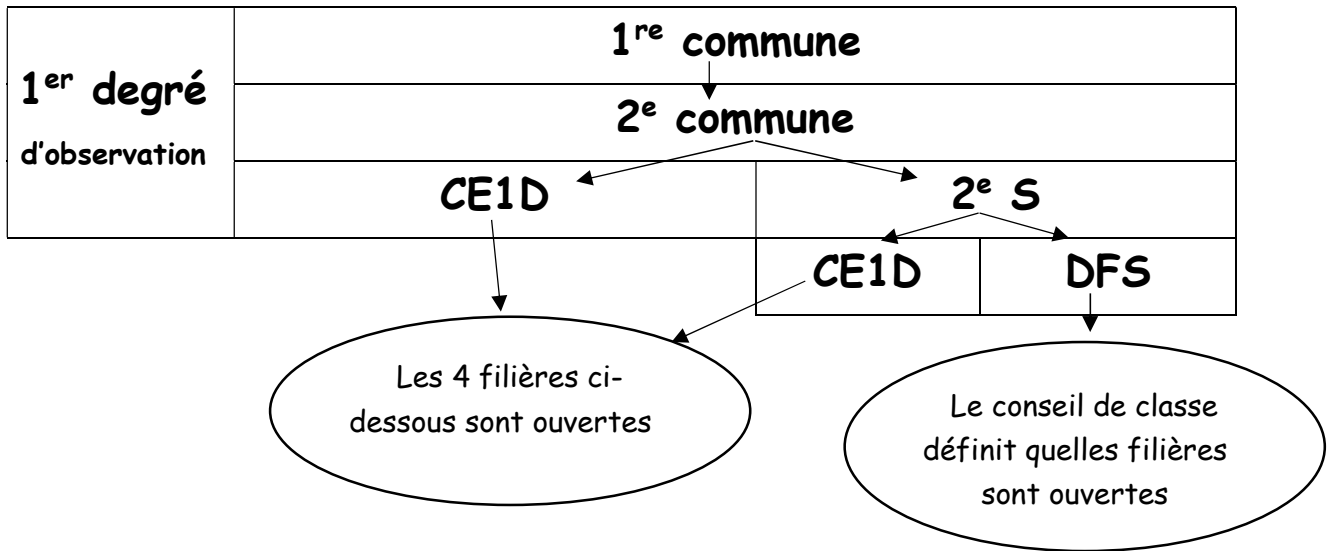 1re commune
1er degré
d'observation
2e commune
CE1D
2e S
CE1D
DFS
Les 4 filières ci-
dessous sont ouvertes
Le conseil de classe
définit quelles filières
sont ouvertes